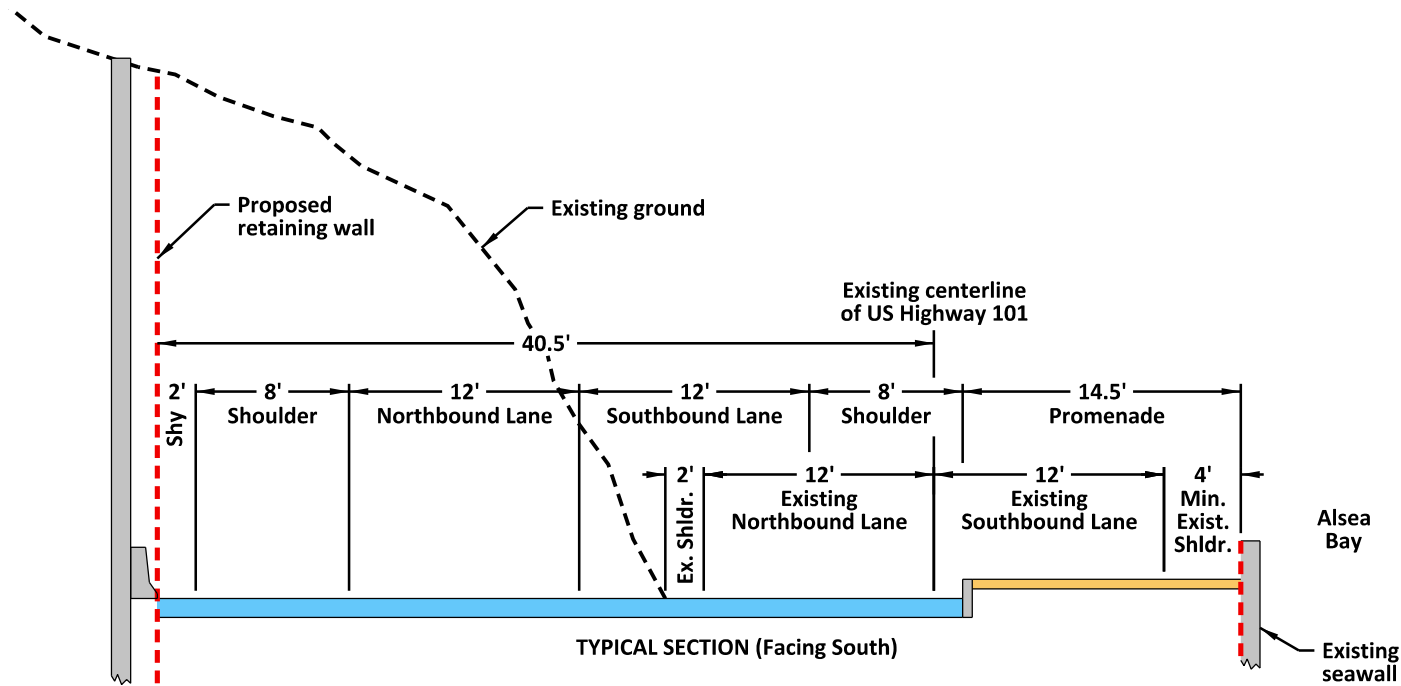 Proposed
retaining wall
Existing ground
Existing centerline
of US Highway 101
40.5'
2' 8' 12' 12' 8' 14.5'
Shy Shoulder Northbound Lane Southbound Lane Shoulder Promenade
2' 12' 12' 4'
Ex. Shldr.
Existing
Northbound Lane
Existing
Southbound Lane
Min.
Exist.
Shldr.
Alsea
Bay
TYPICAL SECTION (Facing South)
Existing
seawall